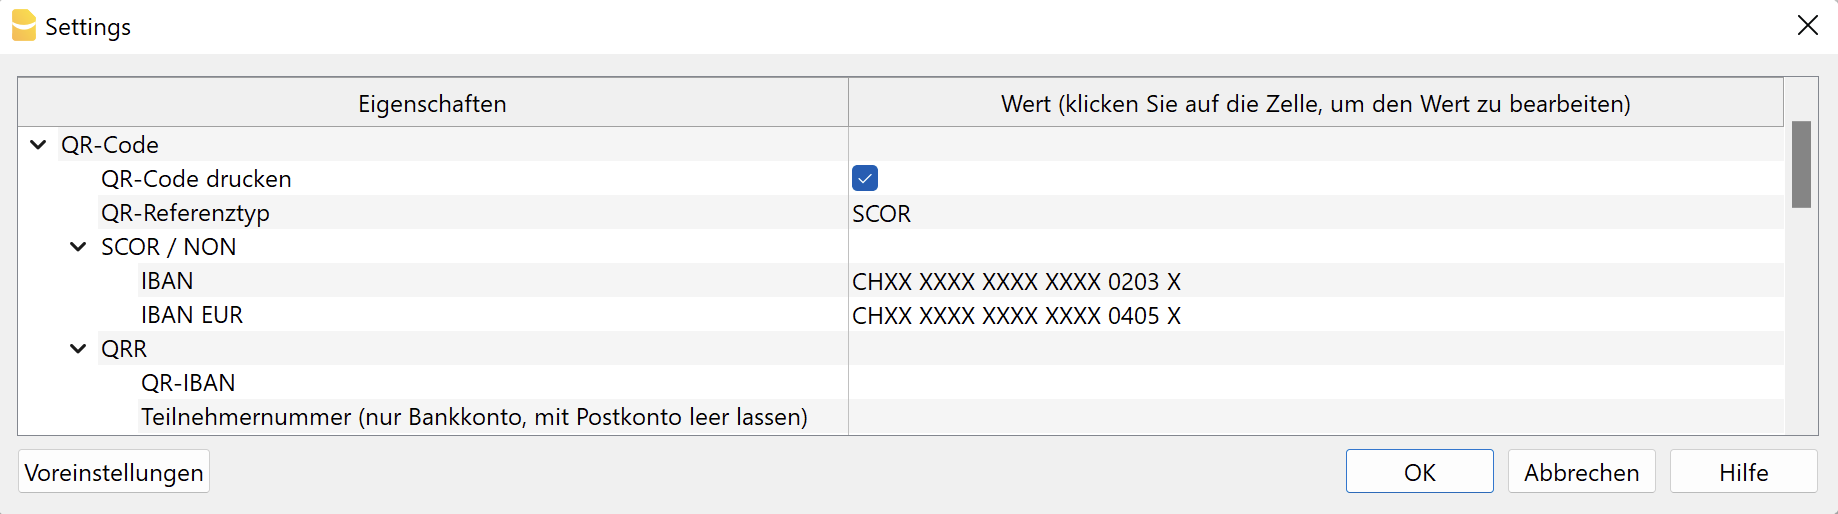 Settings
Eigenschaften Wert (klicken Sie auf die Zelle, um den Wert zu bearbeiten)
QR-Code
QR-Code drucken
QR-Referenztyp SCOR
SCOR / NON
IBAN CHXX XXXX XXXX XXXX 0203 X
IBAN EUR CHXX XXXX XXXX XXXX 0405 X
QRR
QR-IBAN
Teilnehmernummer (nur Bankkonto, mit Postkonto leer lassen)
Voreinstellungen OK Abbrechen Hilfe